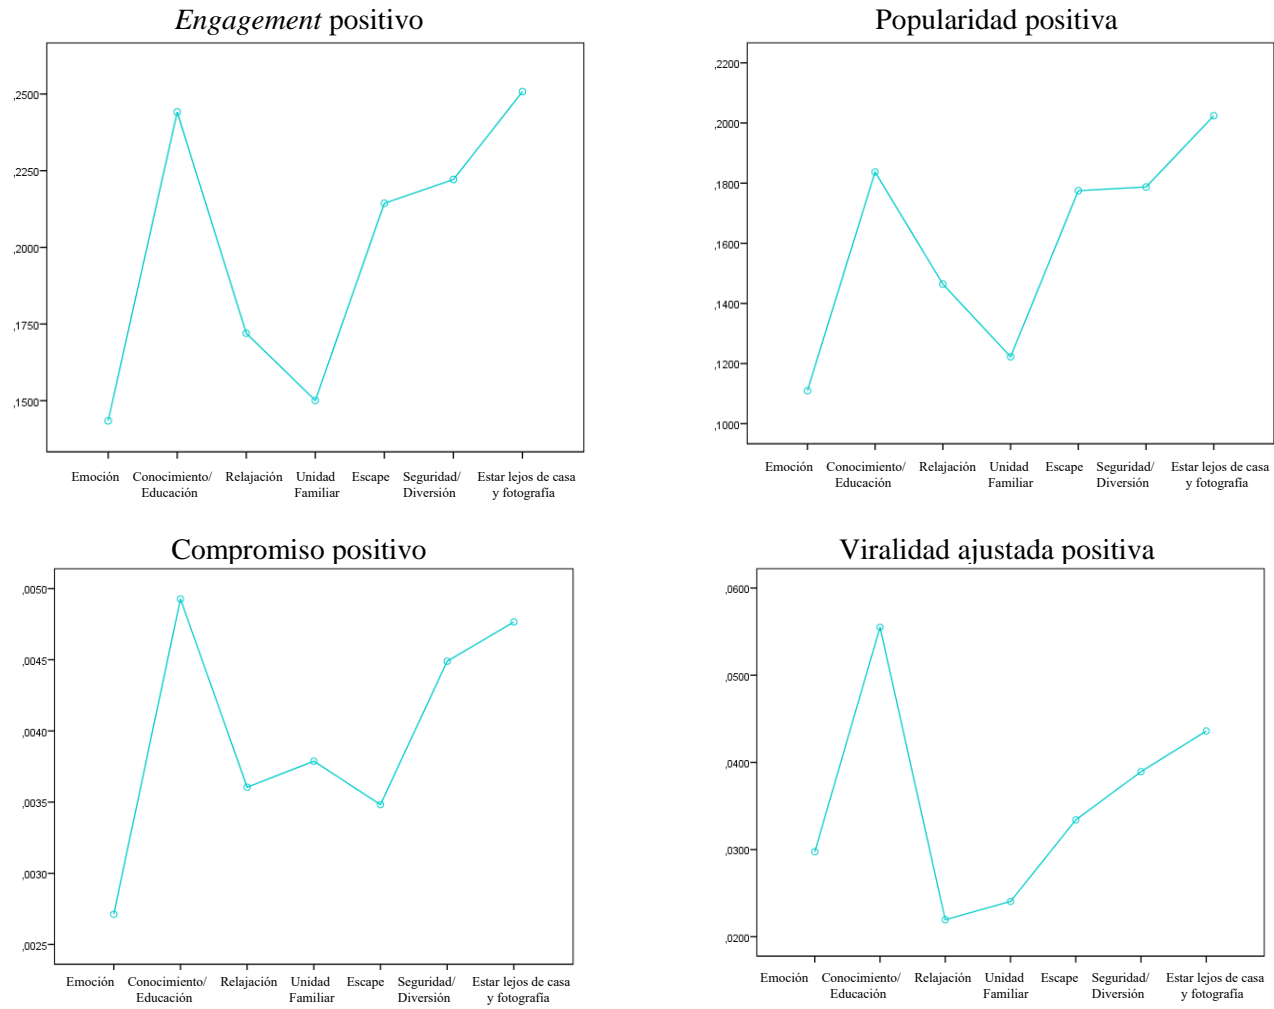 Engagement positivo
,2500
,2250
,2000
,1750
,1500
Emoción Conocimiento/ Relajación Unidad Escape Seguridad/ Estar lejos de casa
Educación Familiar Diversión y fotografía
Popularidad positiva
,2200
,2000
,1800
,1600
,1400
,1200
,1000
Emoción Conocimiento/ Relajación Unidad Escape Seguridad/ Estar lejos de casa
Educación Familiar Diversión y fotografía
Compromiso positivo
,0050
,0045
,0040
,0035
,0030
,0025
Emoción Conocimiento/ Relajación Unidad Escape Seguridad/ Estar lejos de casa
Educación Familiar Diversión y fotografía
Viralidad ajustada positiva
,0600
,0500
,0400
,0300
,0200
Emoción Conocimiento/ Relajación Unidad Escape Seguridad/ Estar lejos de casa
Educación Familiar Diversión y fotografía